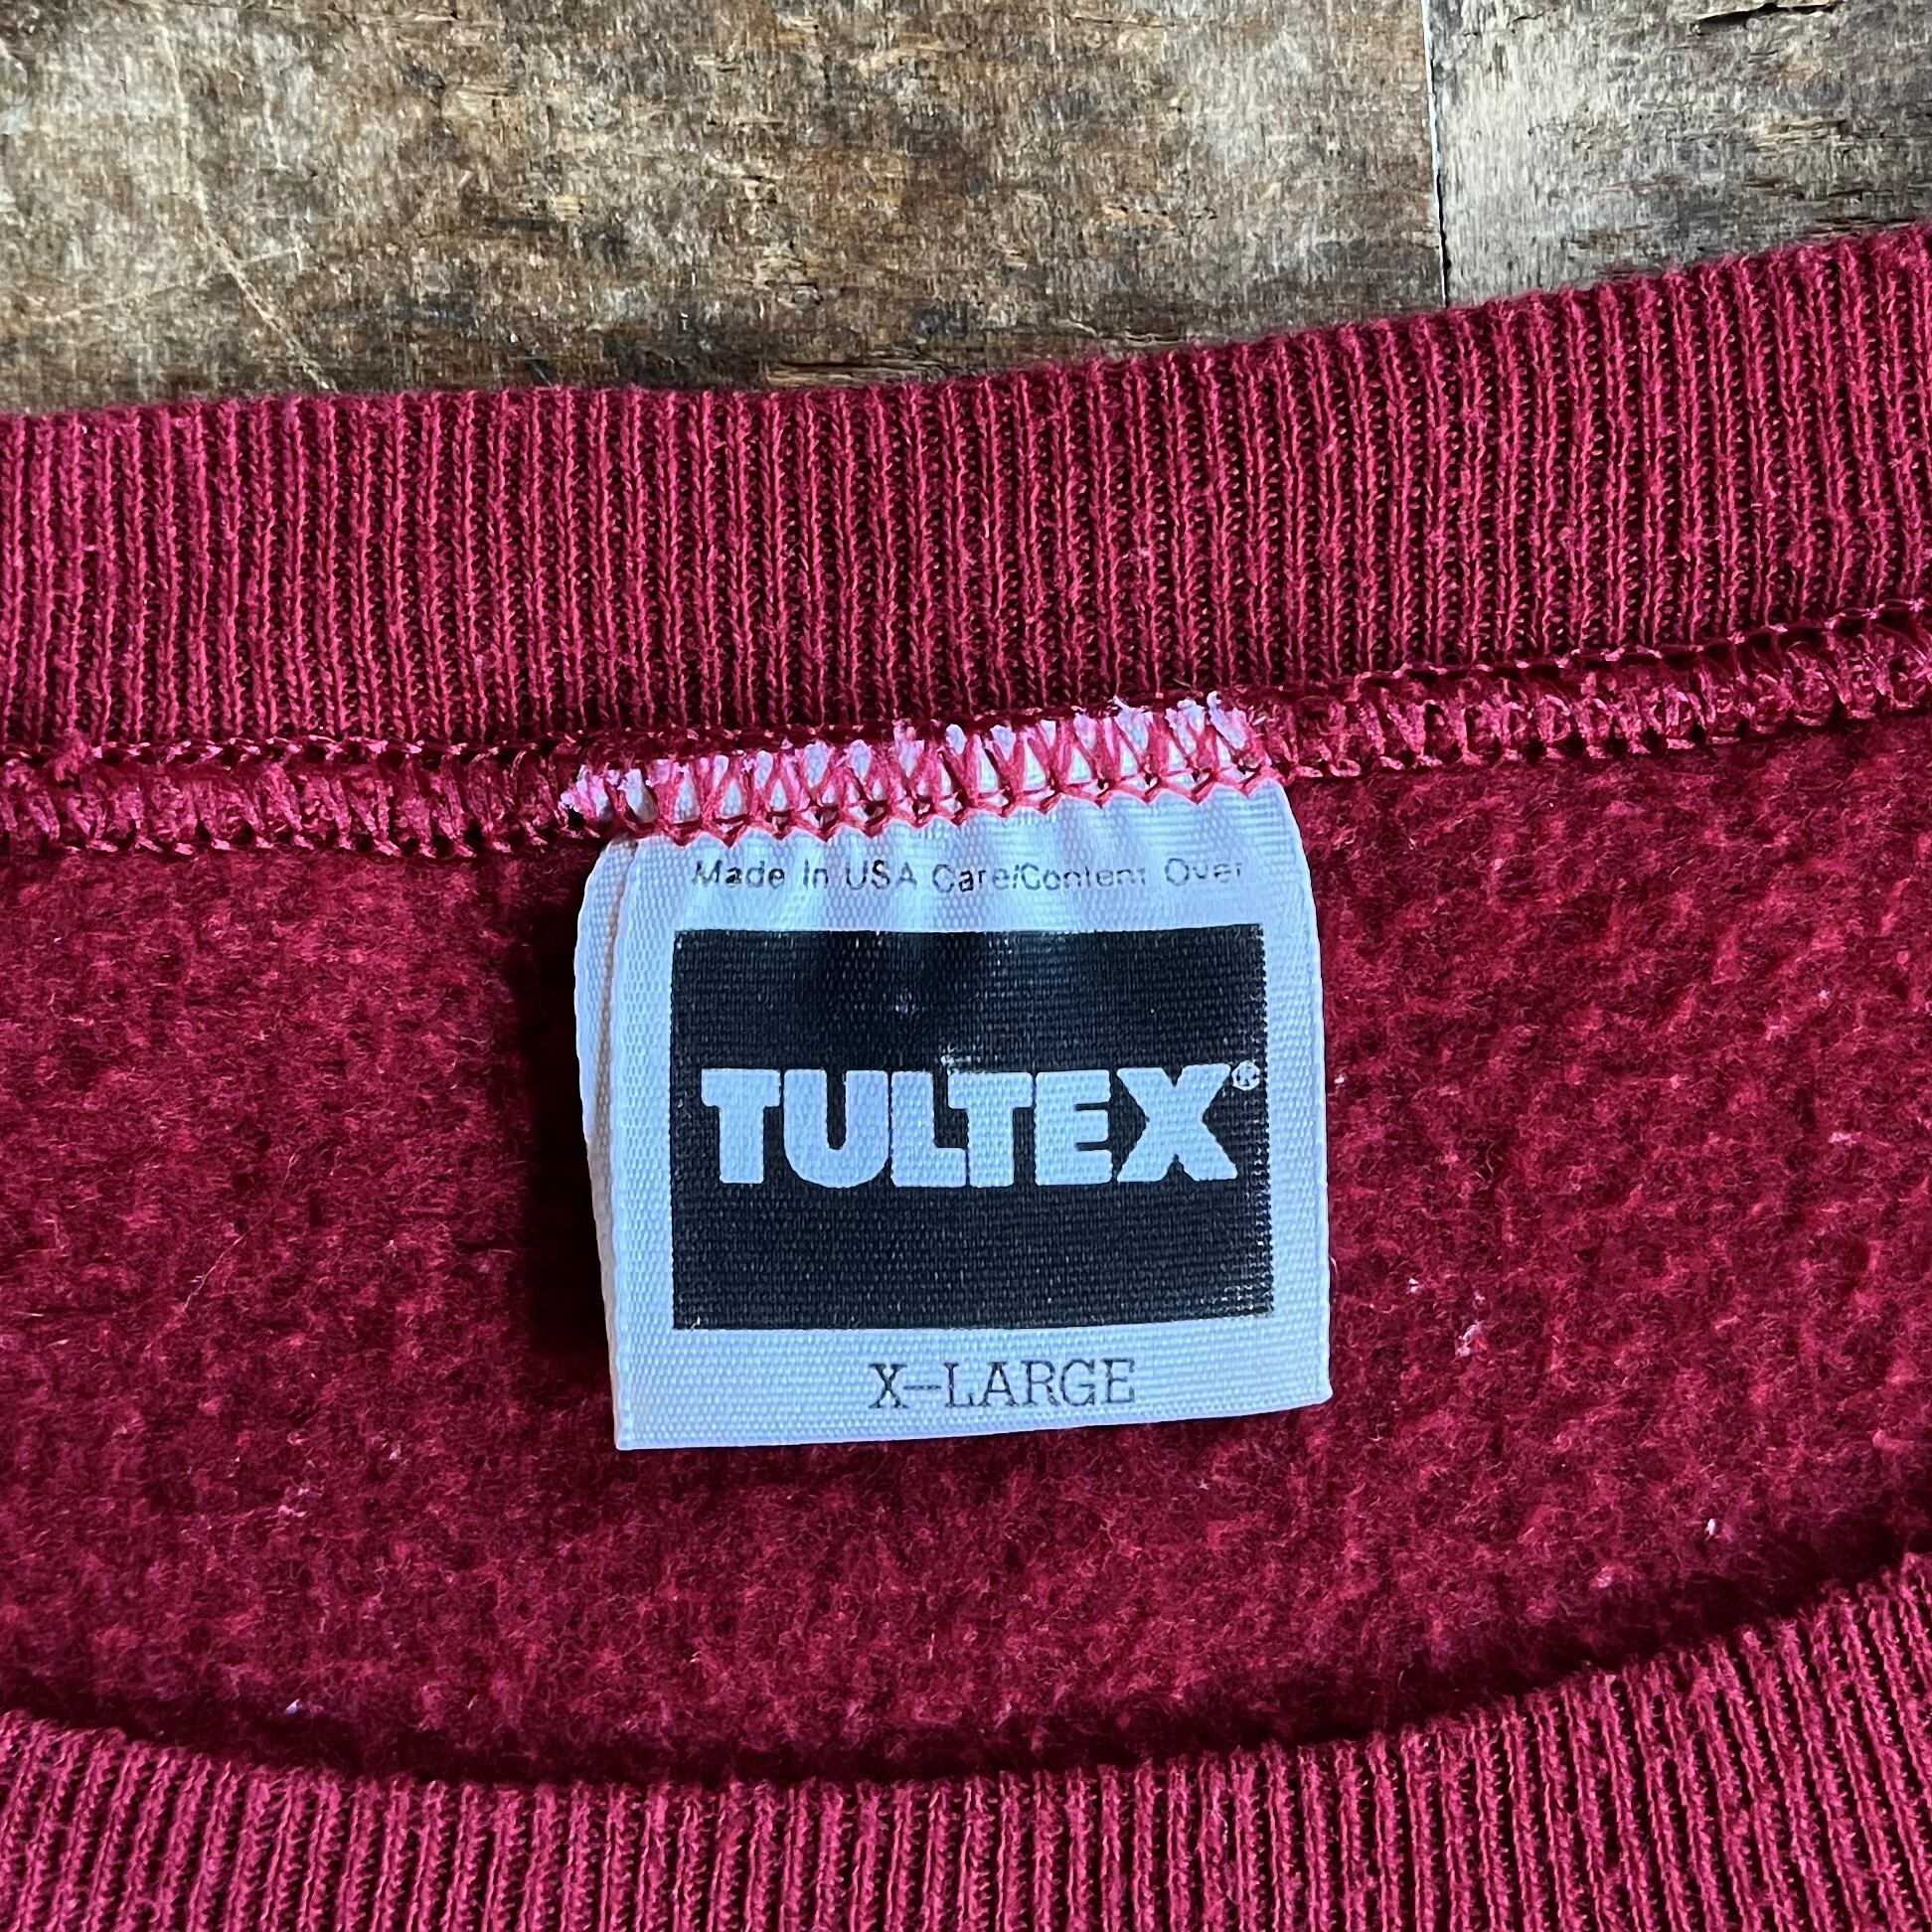 Made In USA Care/Content Over
TULTEX®
X-LARGE